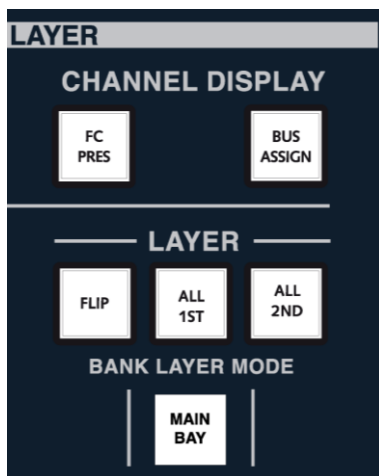 LAYER
CHANNEL DISPLAY
FC
PRES
BUS
ASSIGN
LAYER
FLIP
ALL
1ST
ALL
2ND
BANK LAYER MODE
MAIN
BAY